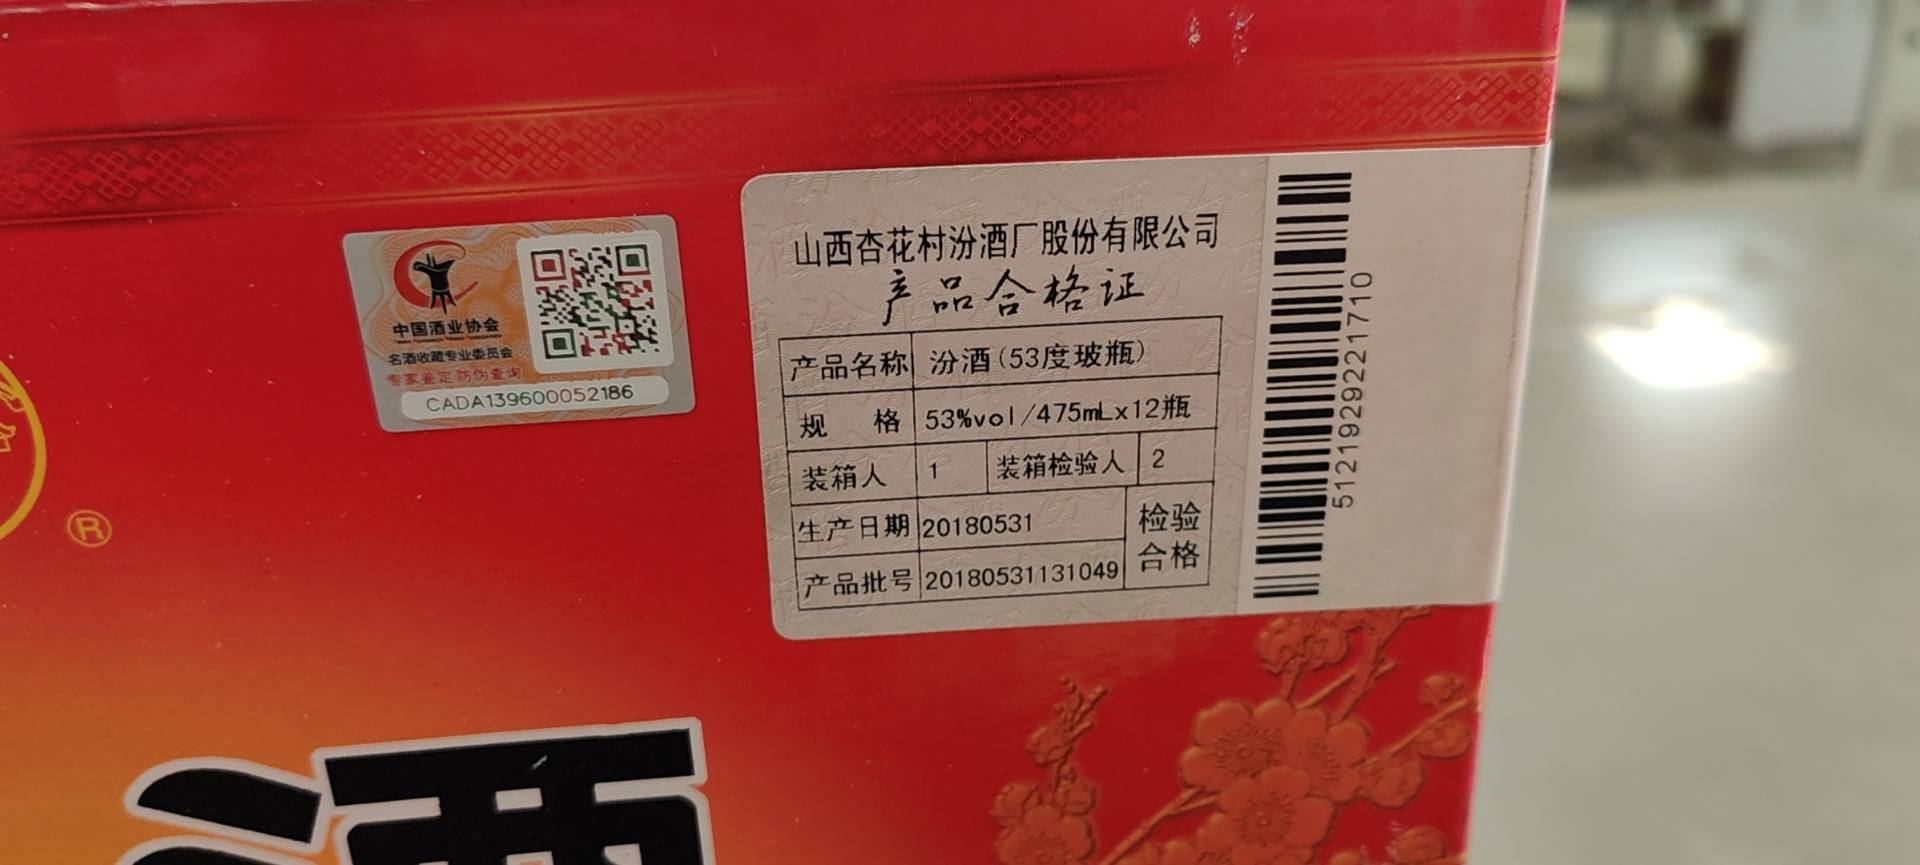 中国酒业协会
名酒收藏专业委员会
专家鉴定 防伪查询
CADA139600052186
山西杏花村汾酒厂股份有限公司
产品合格证
产品名称 汾酒(53度玻瓶)
规 格 53%vol/475mLx12瓶
装箱人 1 装箱检验人 2
生产日期 20180531
产品批号 20180531131049
检验
合格
5121929221710
®
酒